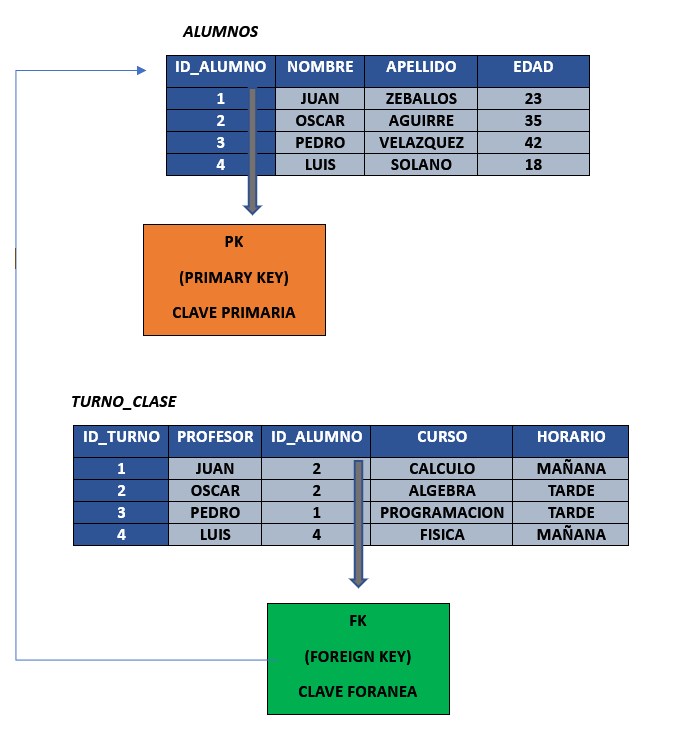 ALUMNOS
ID_ALUMNO NOMBRE APELLIDO EDAD
1 JUAN ZEBALLOS 23
2 OSCAR AGUIRRE 35
3 PEDRO VELAZQUEZ 42
4 LUIS SOLANO 18
PK
(PRIMARY KEY)
CLAVE PRIMARIA
TURNO_CLASE
ID_TURNO PROFESOR ID_ALUMNO CURSO HORARIO
1 JUAN 2 CALCULO MAÑANA
2 OSCAR 2 ALGEBRA TARDE
3 PEDRO 1 PROGRAMACION TARDE
4 LUIS 4 FISICA MAÑANA
FK
(FOREIGN KEY)
CLAVE FORANEA